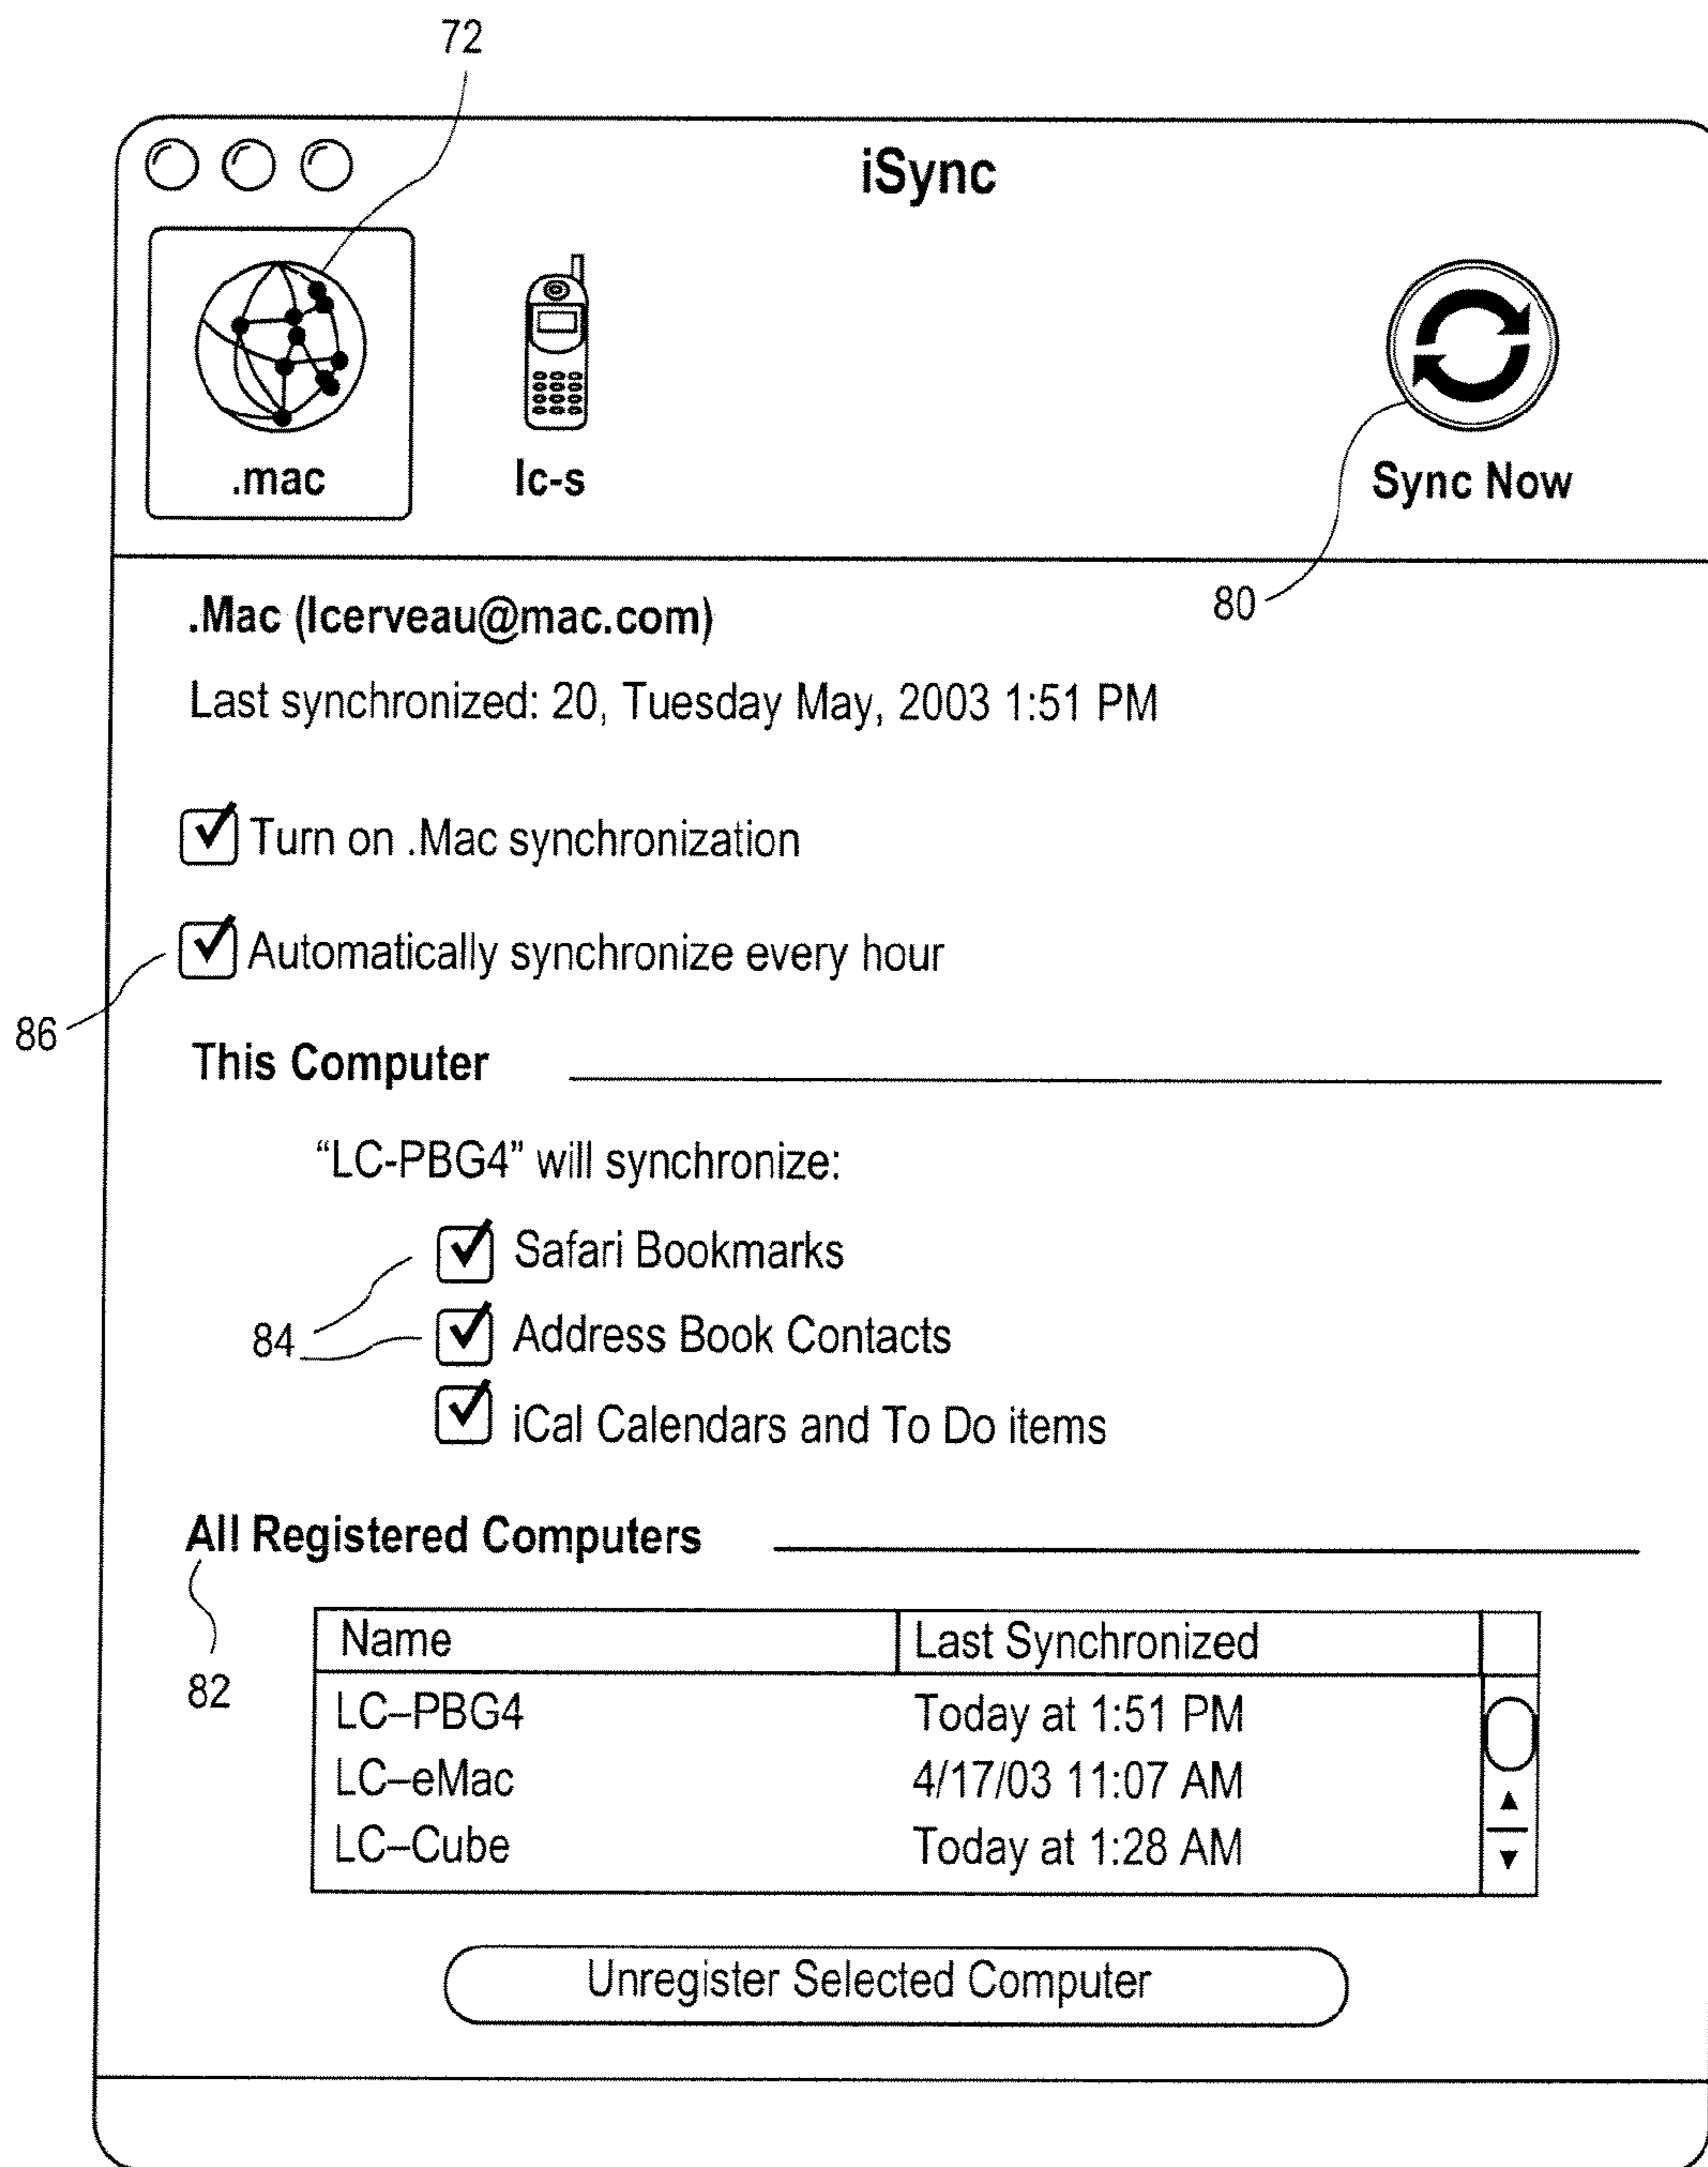 72
iSync
.mac
lc-s
Sync Now
80
.Mac (lcerveau@mac.com)
Last synchronized: 20, Tuesday May, 2003 1:51 PM
Turn on .Mac synchronization
Automatically synchronize every hour
86
This Computer
“LC-PBG4” will synchronize:
Safari Bookmarks
84
Address Book Contacts
iCal Calendars and To Do items
All Registered Computers
82
Name Last Synchronized
LC–PBG4 Today at 1:51 PM
LC–eMac 4/17/03 11:07 AM
LC–Cube Today at 1:28 AM
Unregister Selected Computer